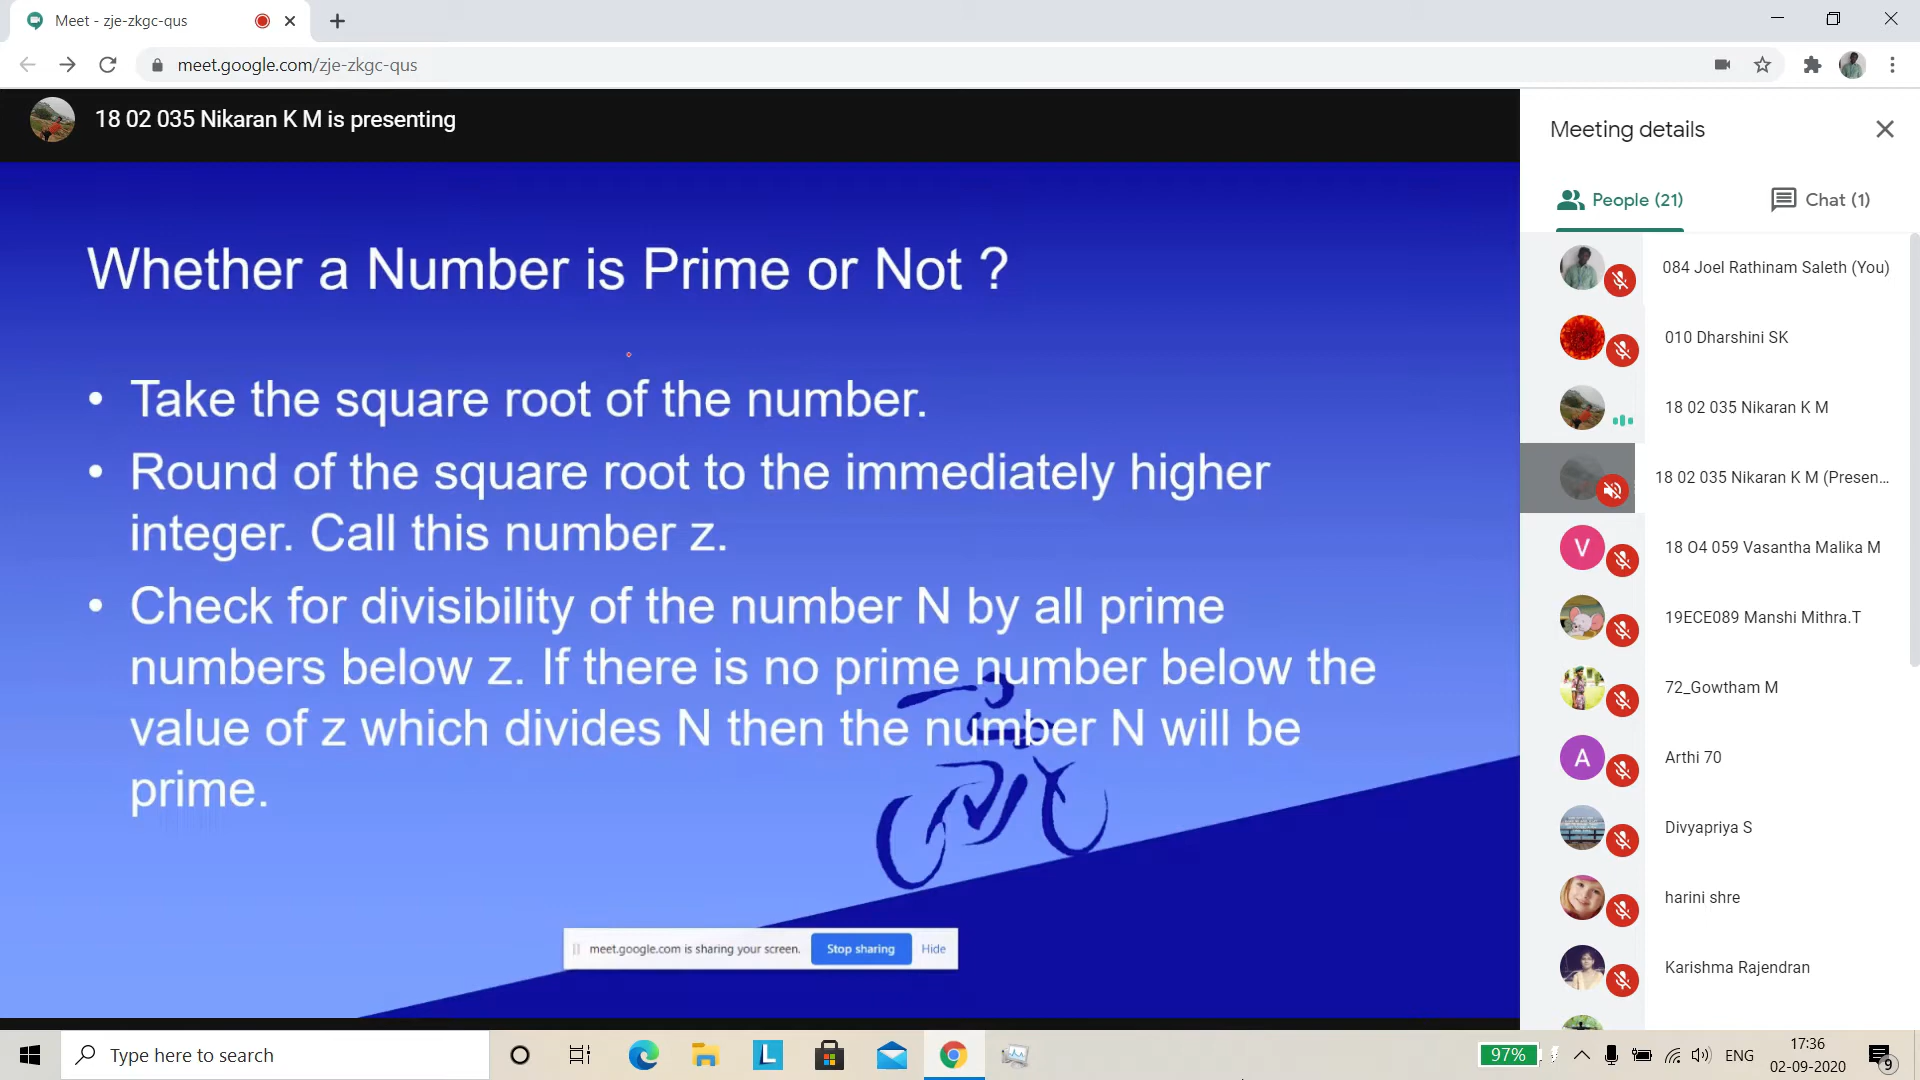 Meet - zje-zkgc-qus
meet.google.com/zje-zkgc-qus
18 02 035 Nikaran K M is presenting
Whether a Number is Prime or Not ?
• Take the square root of the number.
• Round of the square root to the immediately higher
integer. Call this number z.
• Check for divisibility of the number N by all prime
numbers below z. If there is no prime number below the
value of z which divides N then the number N will be
prime.
meet.google.com is sharing your screen. Stop sharing Hide
Meeting details
People (21) Chat (1)
084 Joel Rathinam Saleth (You)
010 Dharshini SK
18 02 035 Nikaran K M
18 02 035 Nikaran K M (Presen...
V 18 O4 059 Vasantha Malika M
19ECE089 Manshi Mithra.T
72_Gowtham M
A Arthi 70
Divyapriya S
harini shre
Karishma Rajendran
Type here to search
L
97%
ENG
17:36
02-09-2020
9